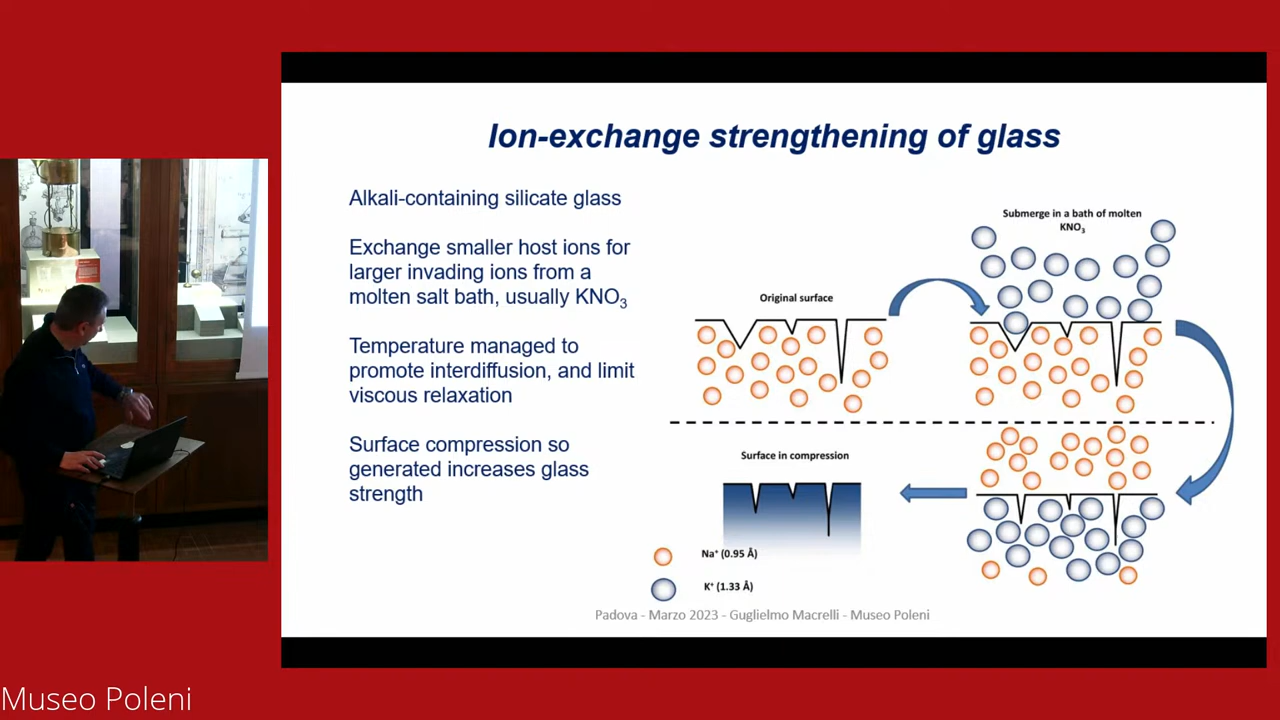 Ion-exchange strengthening of glass
Alkali-containing silicate glass
Exchange smaller host ions for
larger invading ions from a
molten salt bath, usually KNO₃
Temperature managed to
promote interdiffusion, and limit
viscous relaxation
Surface compression so
generated increases glass
strength
Submerge in a bath of molten
KNO₃
Original surface
Surface in compression
Na⁺ (0.95 Å)
K⁺ (1.33 Å)
Padova - Marzo 2023 - Guglielmo Macrelli - Museo Poleni
Museo Poleni